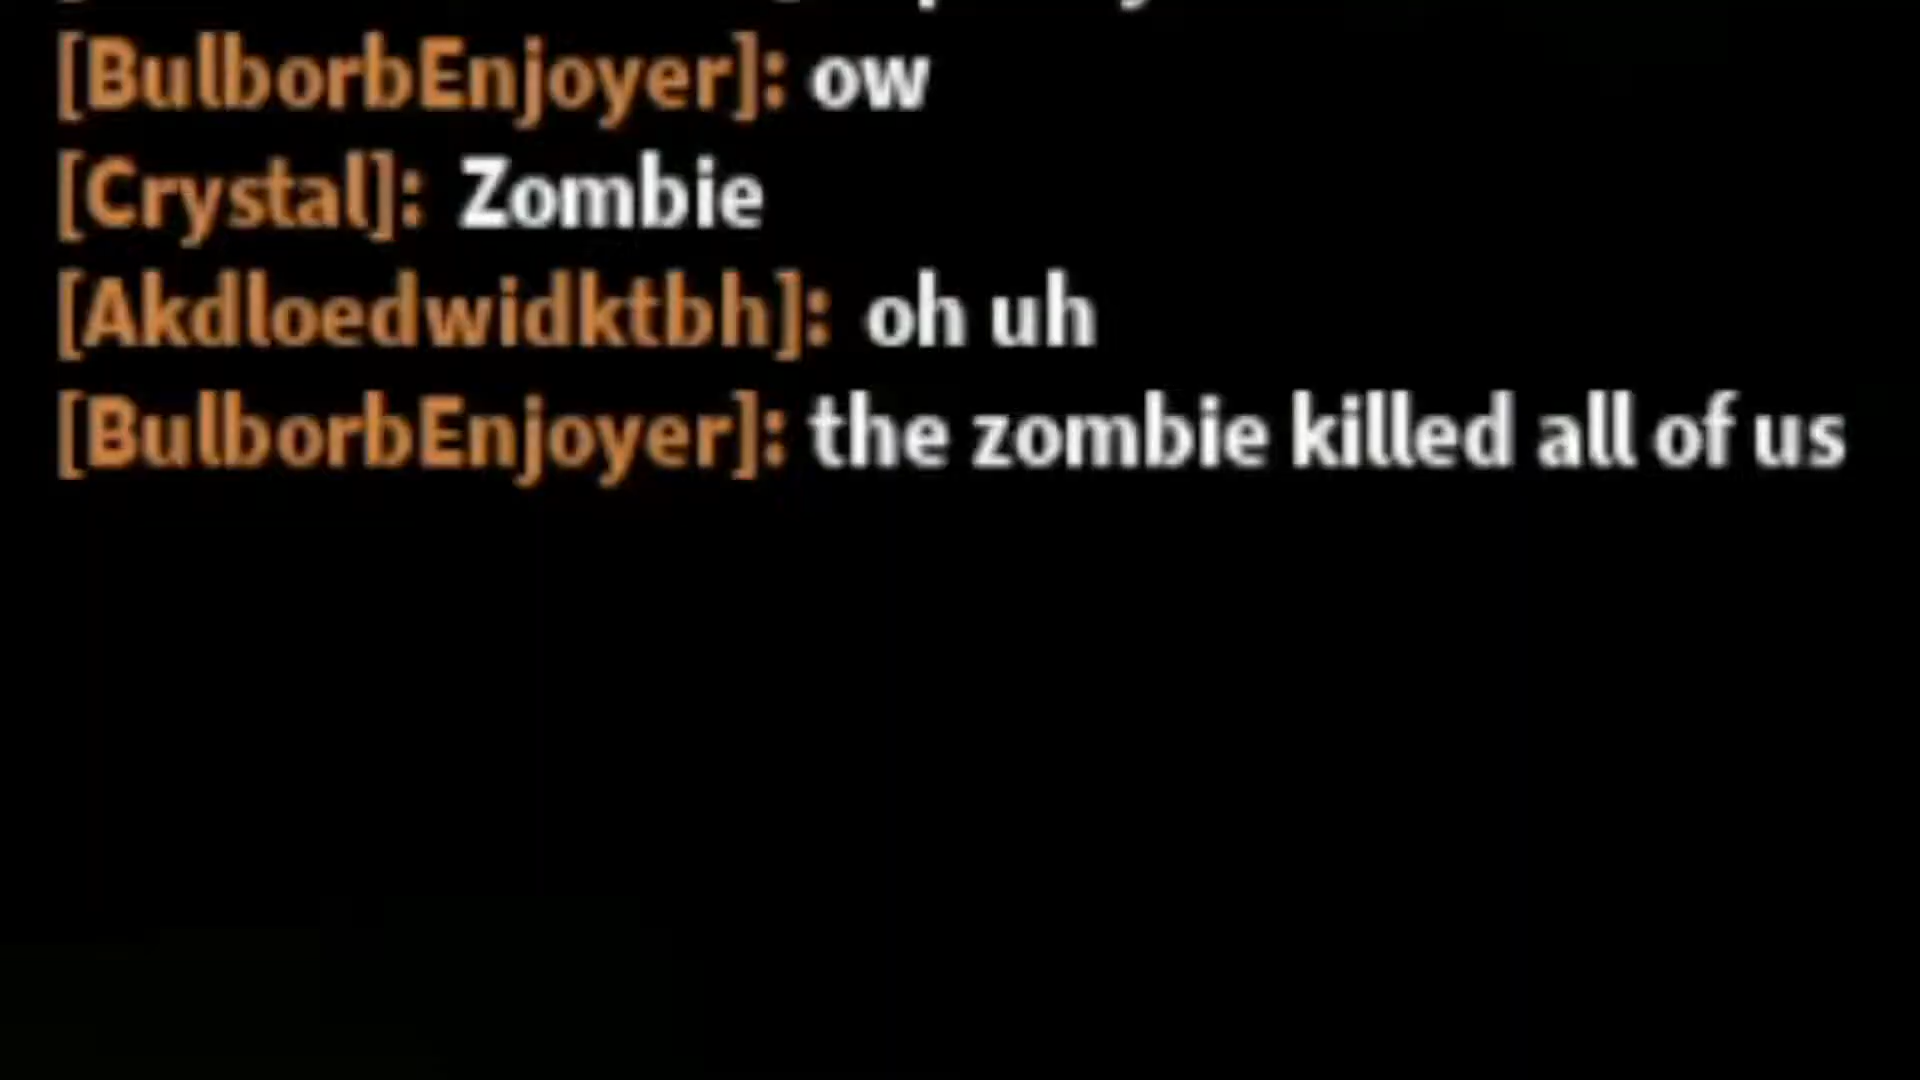 [BulborbEnjoyer]: ow
[Crystal]: Zombie
[Akdloedwidktbh]: oh uh
[BulborbEnjoyer]: the zombie killed all of us